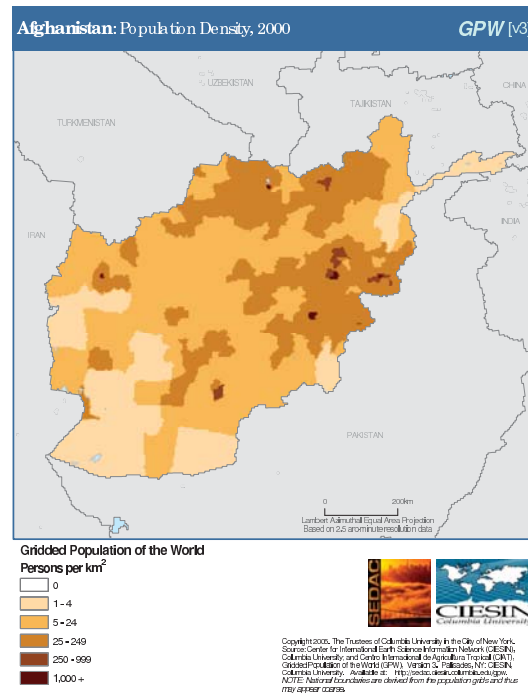 Afghanistan: Population Density, 2000
GPW [v3]
CHINA
UZBEKISTAN
TAJIKISTAN
TURKMENISTAN
INDIA
IRAN
PAKISTAN
0 200km
Lambert Azimuthal Equal Area Projection
Based on 2.5 arc-minute resolution data
Gridded Population of the World
Persons per km²
0
1 - 4
5 - 24
25 - 249
250 - 999
1,000 +
SEDAC
CIESIN
Columbia University
Copyright 2005. The Trustees of Columbia University in the City of New York.
Source: Center for International Earth Science Information Network (CIESIN),
Columbia University; and Centro Internacional de Agricultura Tropical (CIAT),
Gridded Population of the World (GPW), Version 3. Palisades, NY: CIESIN,
Columbia University. Available at: http://sedac.ciesin.columbia.edu/gpw.
NOTE: National boundaries are derived from the population grids and thus
may appear coarse.